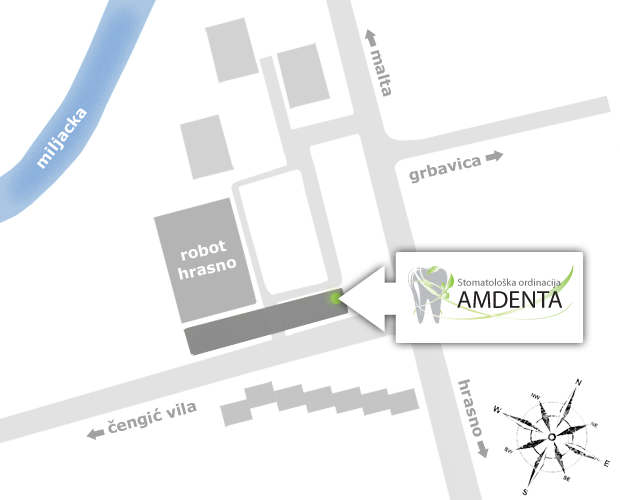 miljacka
malta
grbavica
robot
hrasno
Stomatološka ordinacija
AMDENTA
čengić vila
hrasno
N
NW
NE
W
E
SW
SE
S